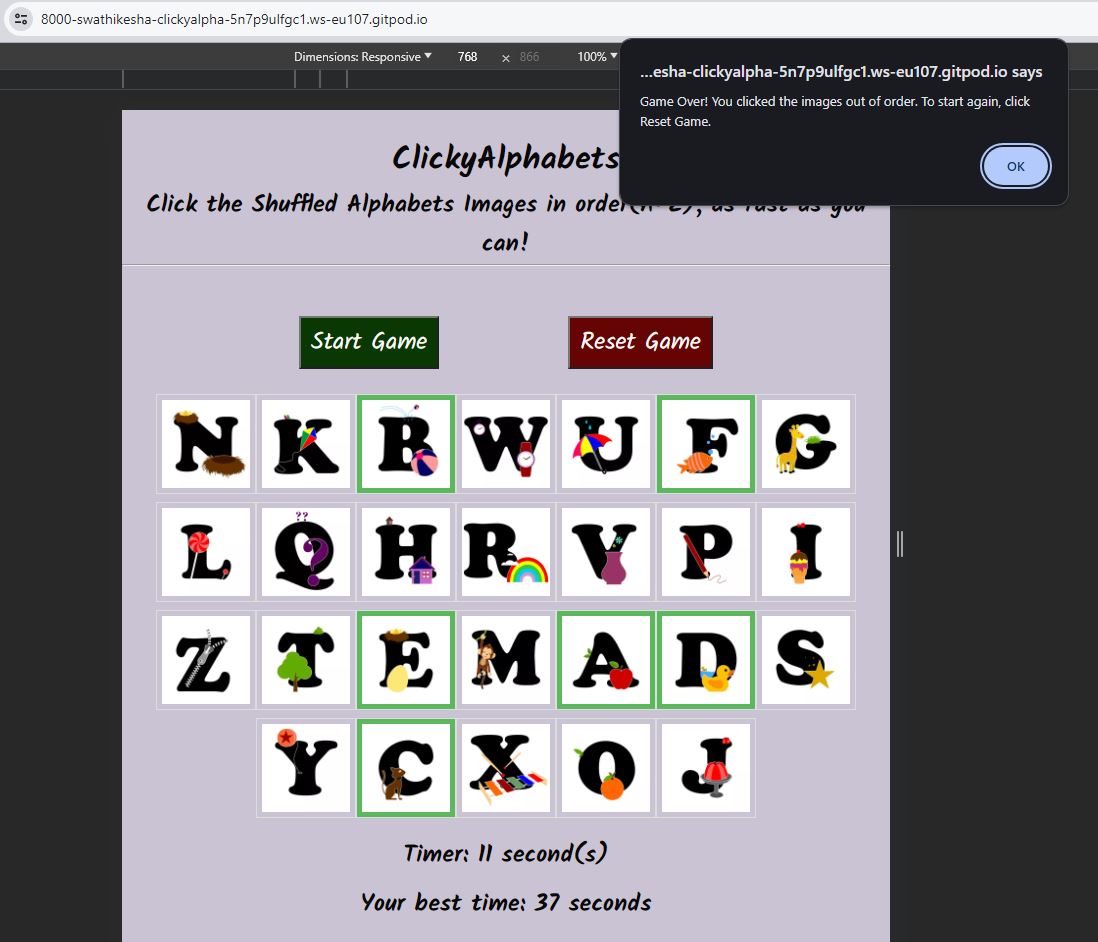 8000-swathikesha-clickyalpha-5n7p9ulfgc1.ws-eu107.gitpod.io
Dimensions: Responsive 768 x 866 100%
...esha-clickyalpha-5n7p9ulfgc1.ws-eu107.gitpod.io says
Game Over! You clicked the images out of order. To start again, click
Reset Game.
OK
ClickyAlphabets
Click the Shuffled Alphabets Images in order(A-Z), as fast as you
can!
Start Game Reset Game
N K B W U F G
L Q ?? H R V P I
Z T E M A D S
Y C X O J
Timer: 11 second(s)
Your best time: 37 seconds